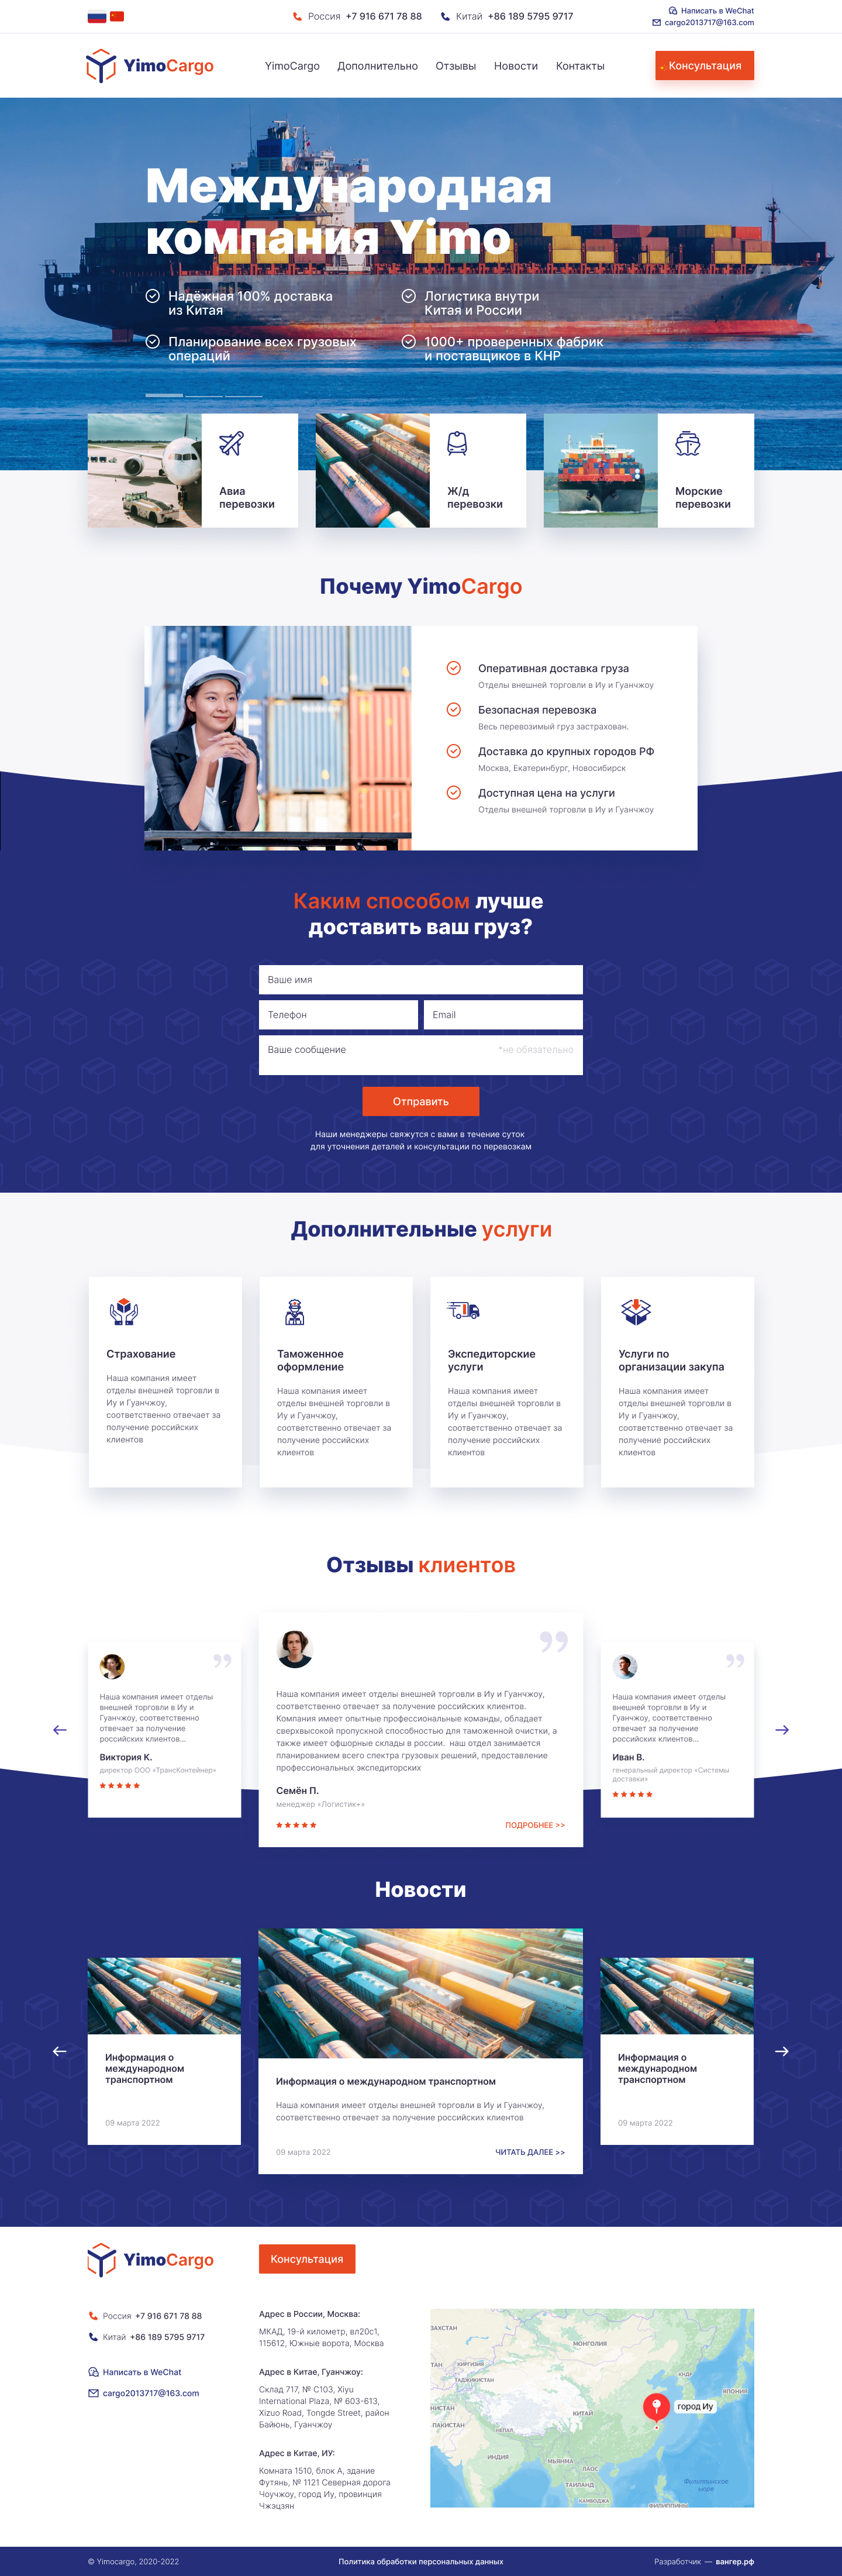 Россия +7 916 671 78 88
Китай +86 189 5795 9717
Написать в WeChat
cargo2013717@163.com
YimoCargo
YimoCargo
Дополнительно
Отзывы
Новости
Контакты
Консультация
Международная
компания Yimo
Надёжная 100% доставка
из Китая
Логистика внутри
Китая и России
Планирование всех грузовых
операций
1000+ проверенных фабрик
и поставщиков в КНР
Авиа
перевозки
Ж/д
перевозки
Морские
перевозки
Почему YimoCargo
Оперативная доставка груза
Отделы внешней торговли в Иу и Гуанчжоу
Безопасная перевозка
Весь перевозимый груз застрахован.
Доставка до крупных городов РФ
Москва, Екатеринбург, Новосибирск
Доступная цена на услуги
Отделы внешней торговли в Иу и Гуанчжоу
Каким способом лучше
доставить ваш груз?
Ваше имя
Телефон
Email
Ваше сообщение
*не обязательно
Отправить
Наши менеджеры свяжутся с вами в течение суток
для уточнения деталей и консультации по перевозкам
Дополнительные услуги
Страхование
Наша компания имеет
отделы внешней торговли в
Иу и Гуанчжоу,
соответственно отвечает за
получение российских
клиентов
Таможенное
оформление
Наша компания имеет
отделы внешней торговли в
Иу и Гуанчжоу,
соответственно отвечает за
получение российских
клиентов
Экспедиторские
услуги
Наша компания имеет
отделы внешней торговли в
Иу и Гуанчжоу,
соответственно отвечает за
получение российских
клиентов
Услуги по
организации закупа
Наша компания имеет
отделы внешней торговли в
Иу и Гуанчжоу,
соответственно отвечает за
получение российских
клиентов
Отзывы клиентов
Наша компания имеет отделы
внешней торговли в Иу и
Гуанчжоу, соответственно
отвечает за получение
российских клиентов...
Виктория К.
директор ООО «ТрансКонтейнер»
Наша компания имеет отделы внешней торговли в Иу и Гуанчжоу,
соответственно отвечает за получение российских клиентов.
Компания имеет опытные профессиональные команды, обладает
сверхвысокой пропускной способностью для таможенной очистки, а
также имеет офшорные склады в россии. наш отдел занимается
планированием всего спектра грузовых решений, предоставление
профессиональных экспедиторских
Семён П.
менеджер «Логистик+»
ПОДРОБНЕЕ >>
Наша компания имеет отделы
внешней торговли в Иу и
Гуанчжоу, соответственно
отвечает за получение
российских клиентов...
Иван В.
генеральный директор «Системы
доставки»
Новости
Информация о
международном
транспортном
09 марта 2022
Информация о международном транспортном
Наша компания имеет отделы внешней торговли в Иу и Гуанчжоу,
соответственно отвечает за получение российских клиентов
09 марта 2022
ЧИТАТЬ ДАЛЕЕ >>
Информация о
международном
транспортном
09 марта 2022
YimoCargo
Консультация
Россия +7 916 671 78 88
Китай +86 189 5795 9717
Написать в WeChat
cargo2013717@163.com
Адрес в России, Москва:
МКАД, 19-й километр, вл20с1,
115612, Южные ворота, Москва
Адрес в Китае, Гуанчжоу:
Склад 717, № C103, Xiyu
International Plaza, № 603-613,
Xizuo Road, Tongde Street, район
Байюнь, Гуанчжоу
Адрес в Китае, ИУ:
Комната 1510, блок А, здание
Футянь, № 1121 Северная дорога
Чоучжоу, город Иу, провинция
Чжэцзян
ЗАХСТАН
МОНГОЛИЯ
КИРГИЗИЯ
ТАН
ТАДЖИКИСТАН
КНДР
ЯПОНИЯ
НИСТАН
КИТАЙ
город Иу
ПАКИСТАН
НЕПАЛ
ИНДИЯ
МЬЯНМА
ЛАОС
ТАИЛАНД
Филиппинское
море
КАМБОДЖА
ФИЛИППИНЫ
© Yimocargo, 2020-2022
Политика обработки персональных данных
Разработчик — вангер.рф